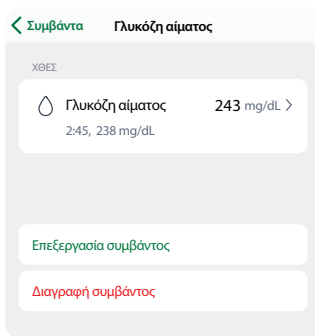 Συμβάντα Γλυκόζη αίματος
ΧΘΕΣ
Γλυκόζη αίματος 243 mg/dL
2:45, 238 mg/dL
Επεξεργασία συμβάντος
Διαγραφή συμβάντος